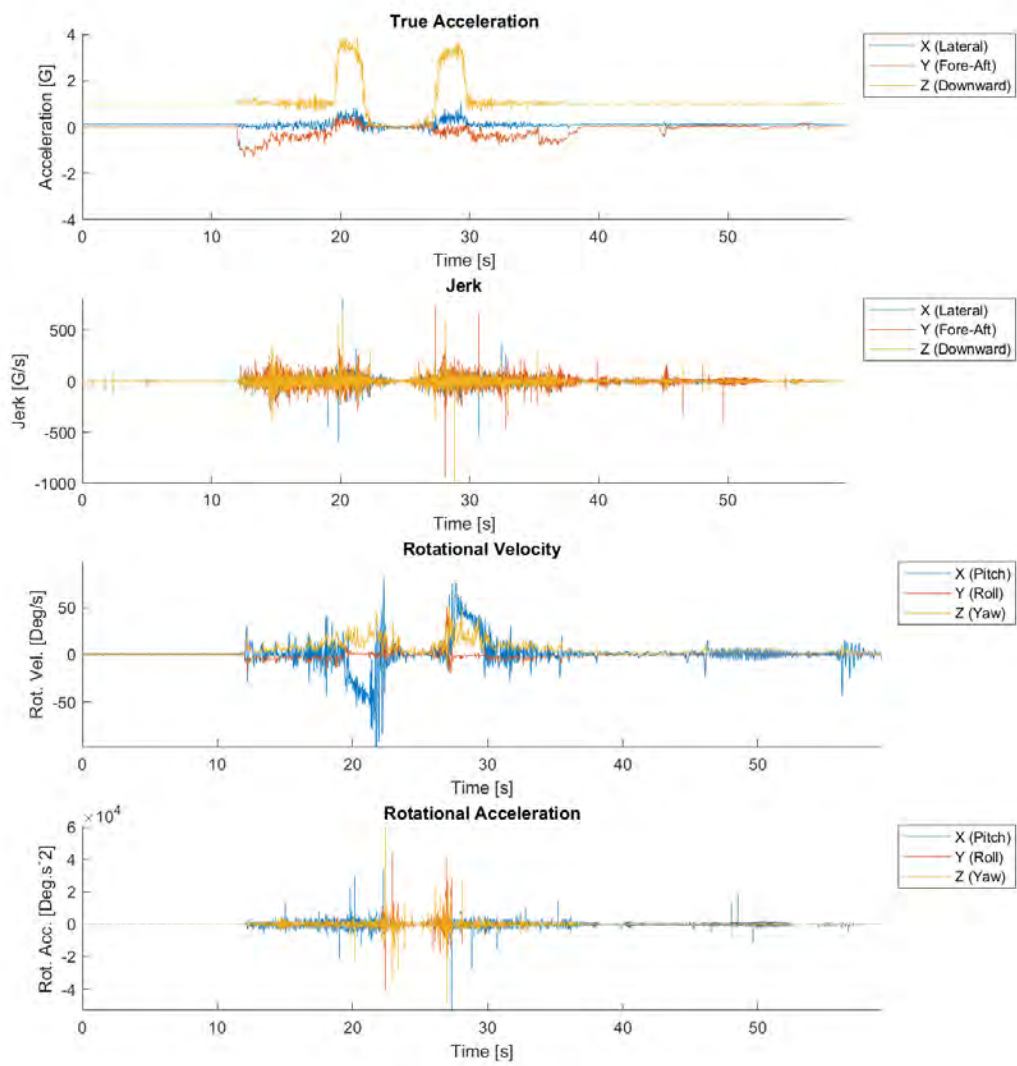 True Acceleration
4
2
0
-2
-4
Acceleration [G]
0 10 20 30 40 50
Time [s]
X (Lateral)
Y (Fore-Aft)
Z (Downward)
Jerk
500
0
-500
-1000
Jerk [G/s]
0 10 20 30 40 50
Time [s]
X (Lateral)
Y (Fore-Aft)
Z (Downward)
Rotational Velocity
50
0
-50
Rot. Vel. [Deg/s]
0 10 20 30 40 50
Time [s]
X (Pitch)
Y (Roll)
Z (Yaw)
×10^4
Rotational Acceleration
6
4
2
0
-2
-4
Rot. Acc. [Deg.s^2]
0 10 20 30 40 50
Time [s]
X (Pitch)
Y (Roll)
Z (Yaw)